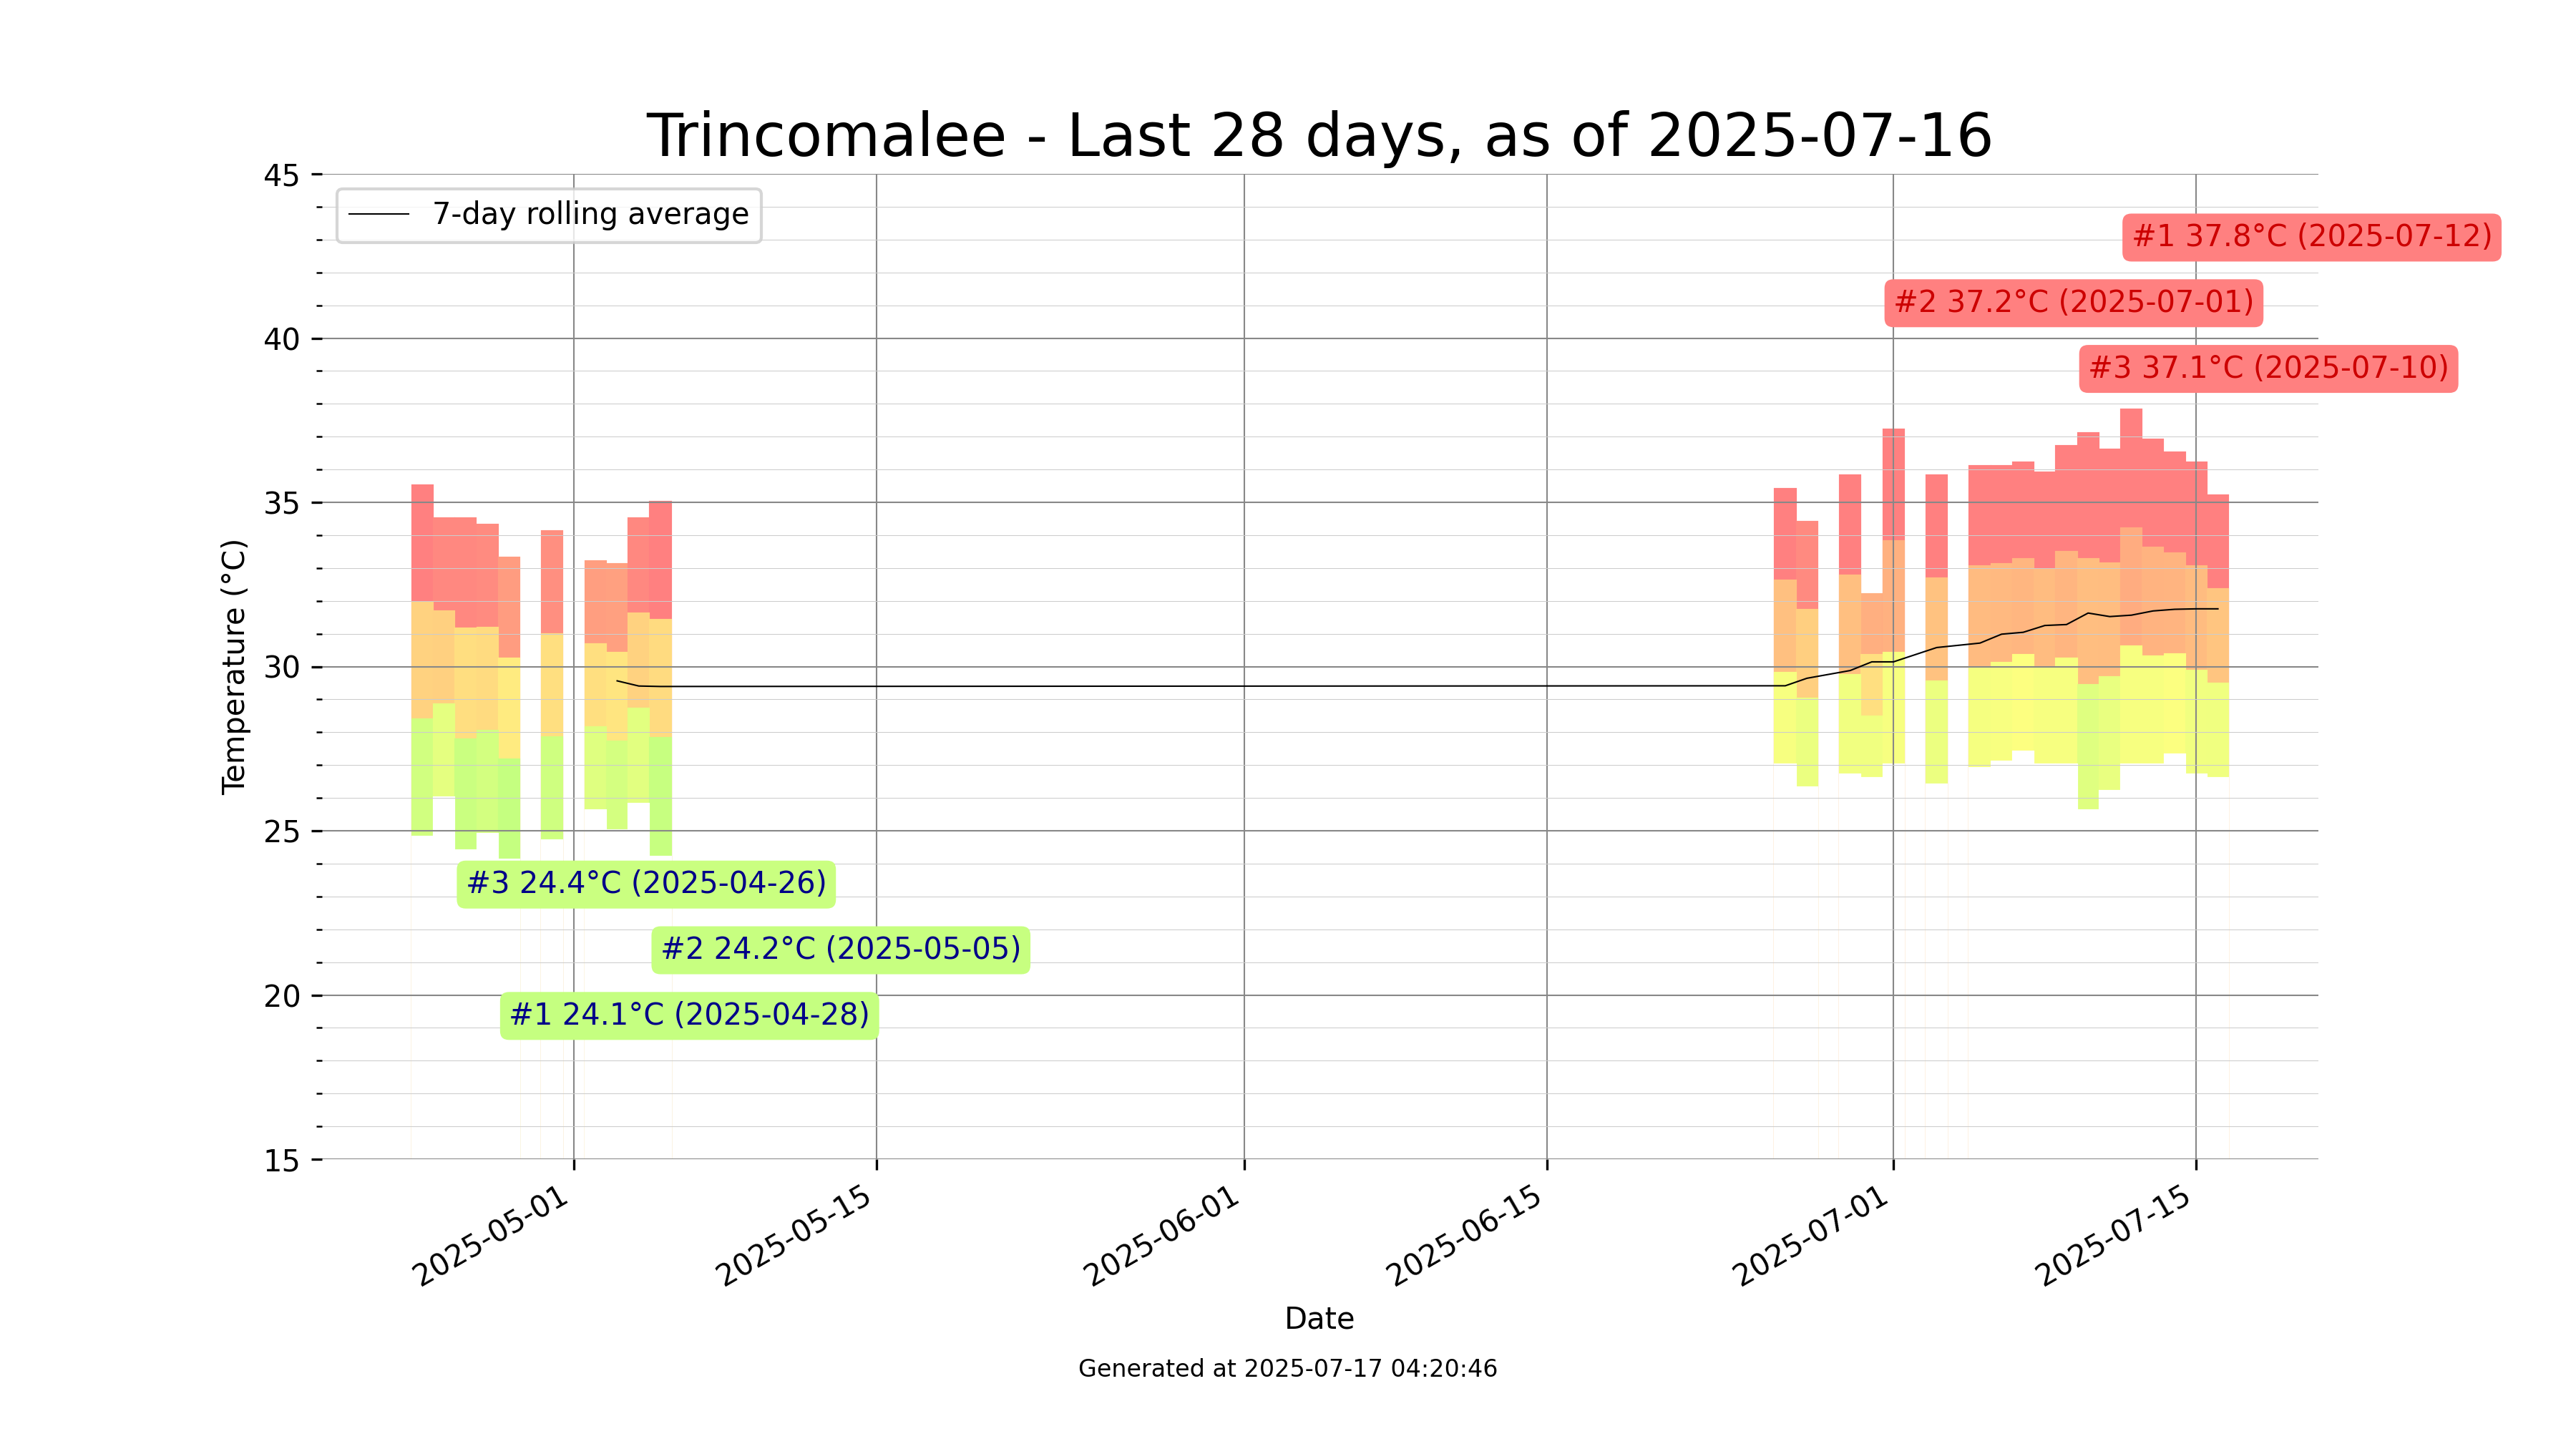 Trincomalee - Last 28 days, as of 2025-07-16
45
7-day rolling average
#1 37.8°C (2025-07-12)
#2 37.2°C (2025-07-01)
40
#3 37.1°C (2025-07-10)
35
Temperature (°C)
30
25
#3 24.4°C (2025-04-26)
#2 24.2°C (2025-05-05)
20
#1 24.1°C (2025-04-28)
15
2025-05-01
2025-05-15
2025-06-01
2025-06-15
2025-07-01
2025-07-15
Date
Generated at 2025-07-17 04:20:46